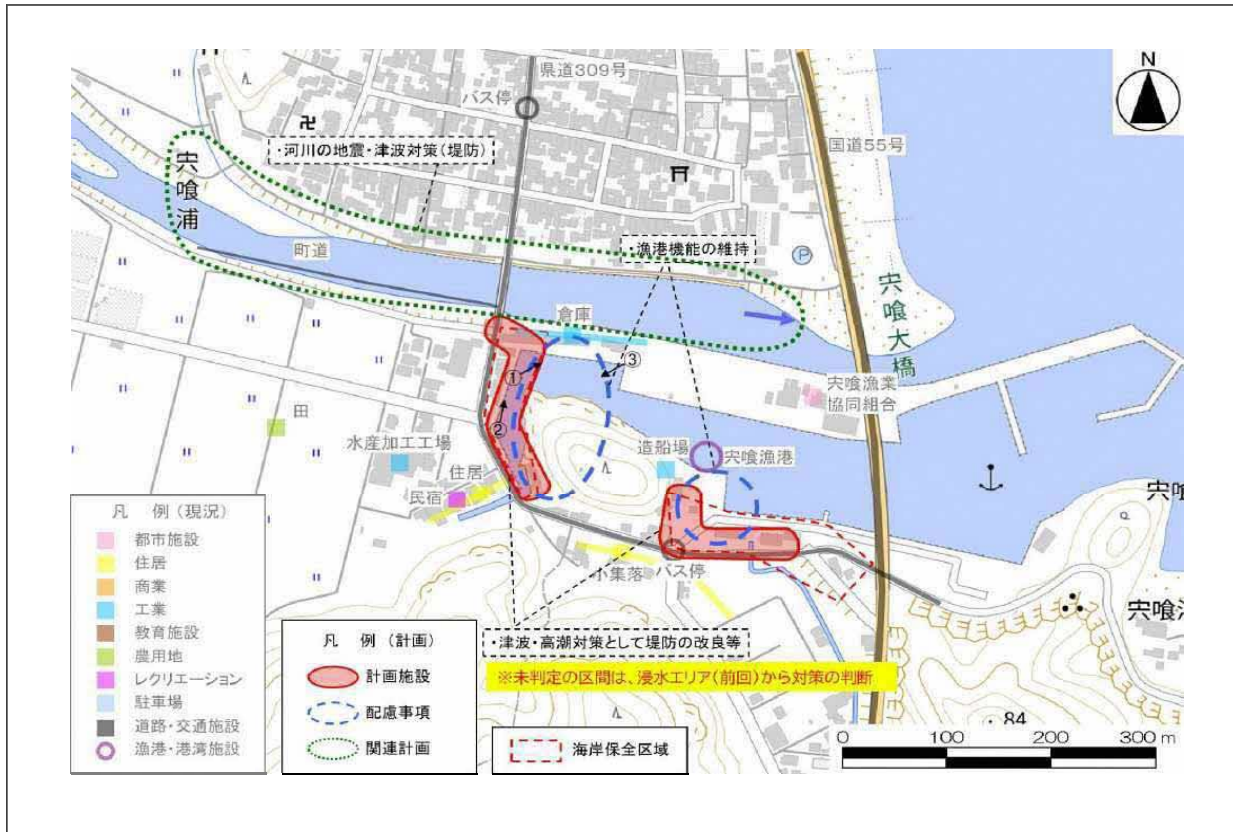 県道309号
バス停
N
国道55号
・河川の地震・津波対策(堤防)
宍喰浦
・漁港機能の維持
町道
P
宍喰大橋
倉庫
③
①
宍喰漁業
協同組合
②
田
水産加工工場
造船場
宍喰漁港
住居
民宿
小集落
バス停
・津波・高潮対策として堤防の改良等
※未判定の区間は、浸水エリア(前回)から対策の判断
84
凡 例 (現況)
都市施設
住居
商業
工業
教育施設
農用地
レクリエーション
駐車場
道路・交通施設
漁港・港湾施設
凡 例 (計画)
計画施設
配慮事項
関連計画
海岸保全区域
0 100 200 300 m